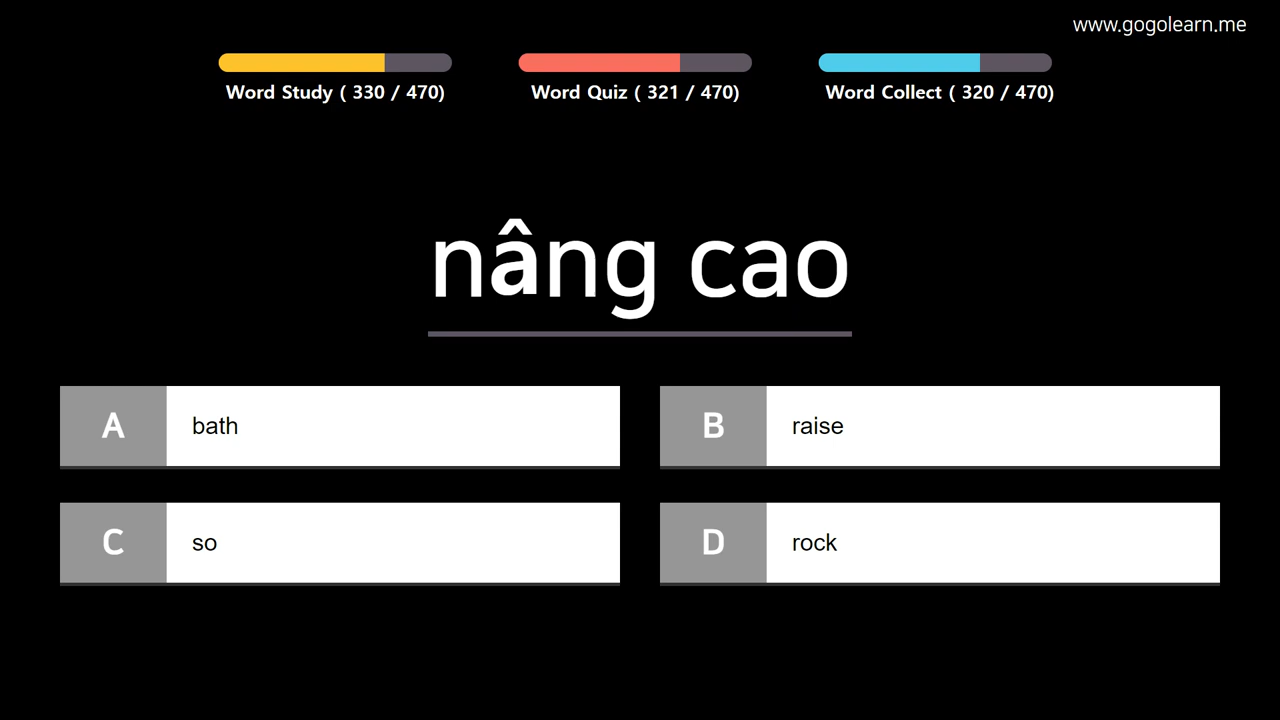 www.gogolearn.me
Word Study ( 330 / 470)
Word Quiz ( 321 / 470)
Word Collect ( 320 / 470)
nâng cao
A bath
B raise
C so
D rock